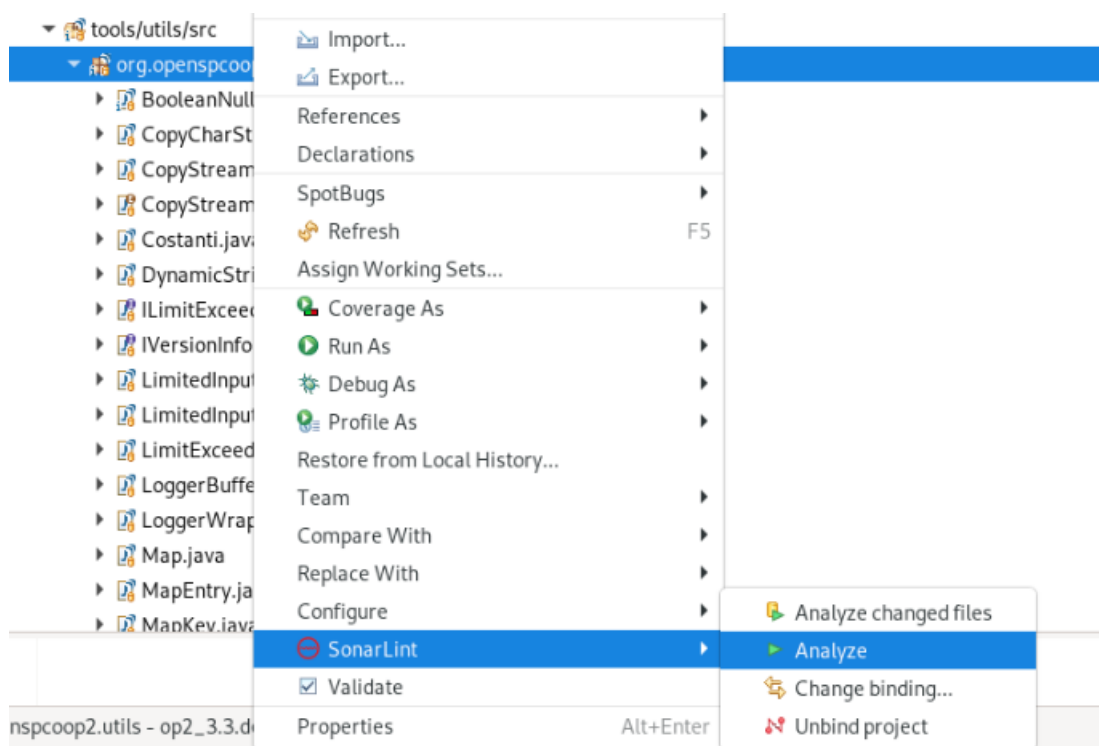 tools/utils/src
org.openspcoop
BooleanNull
CopyCharSt
CopyStream
CopyStream
Costanti.java
DynamicStri
ILimitExceed
IVersionInfo
LimitedInput
LimitedInput
LimitExceed
LoggerBuffe
LoggerWrap
Map.java
MapEntry.ja
MapKey.java
nspcoop2.utils - op2_3.3.d
Import...
Export...
References
Declarations
SpotBugs
Refresh F5
Assign Working Sets...
Coverage As
Run As
Debug As
Profile As
Restore from Local History...
Team
Compare With
Replace With
Configure
SonarLint
Validate
Properties Alt+Enter
Analyze changed files
Analyze
Change binding...
Unbind project